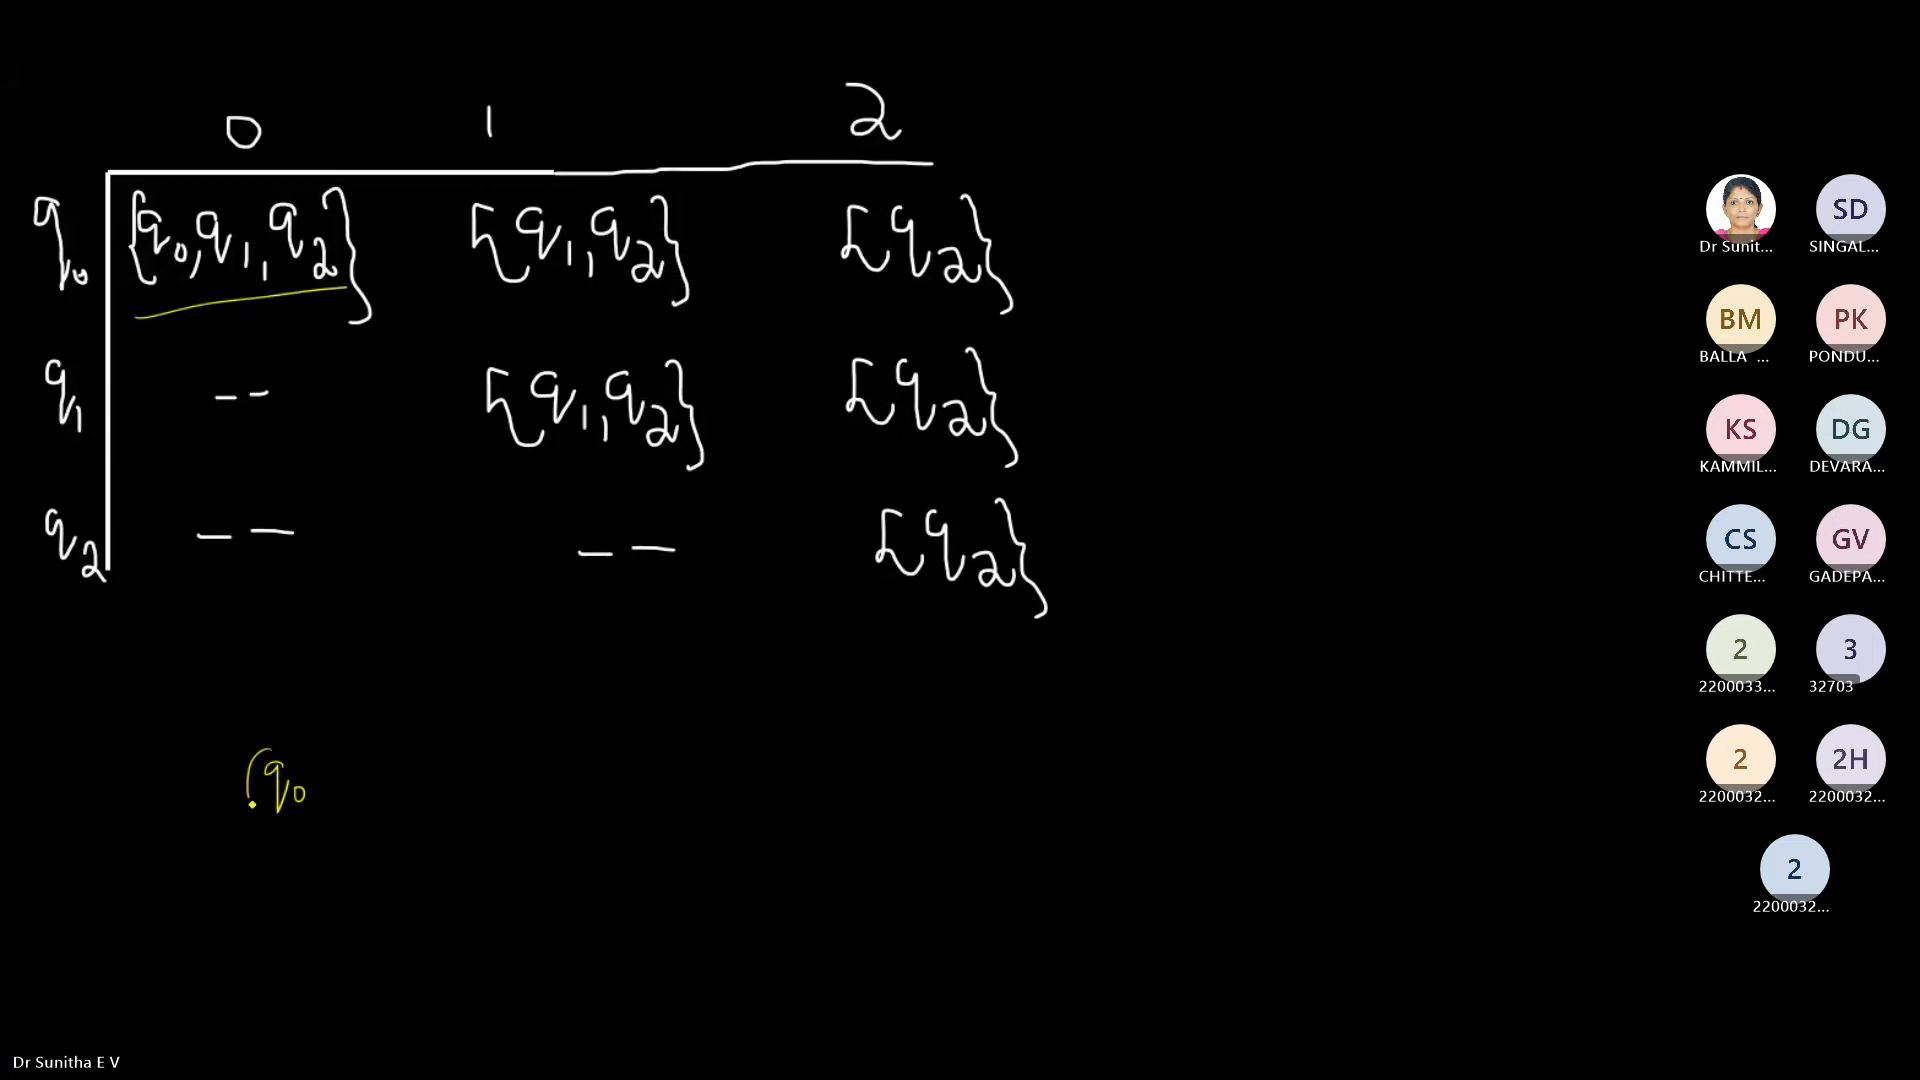 0 1 2
q₀ {q₀, q₁, q₂} {q₁, q₂} {q₂}
q₁ -- {q₁, q₂} {q₂}
q₂ -- -- {q₂}
(q₀
Dr Sunit... SD SINGAL...
BM BALLA ... PK PONDU...
KS KAMMIL... DG DEVARA...
CS CHITTE... GV GADEPA...
2 2200033... 3 32703
2 2200032... 2H 2200032...
2 2200032...
Dr Sunitha E V